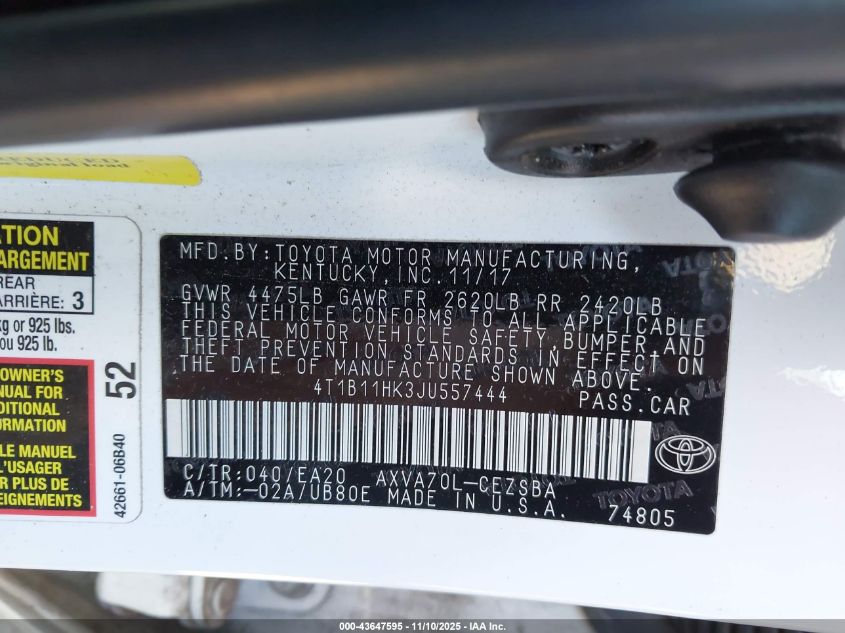 ATION
ARGEMENT
REAR
ARRIÈRE: 3
kg or 925 lbs.
ou 925 lb.
OWNER'S
ANUAL FOR
DITIONAL
FORMATION
LE MANUEL
L'USAGER
R PLUS DE
SEIGNEMENTS
52
42661-06B40
MFD. BY: TOYOTA MOTOR MANUFACTURING,
KENTUCKY, INC. 11/17
GVWR 4475LB GAWR FR 2620LB RR 2420LB
THIS VEHICLE CONFORMS TO ALL APPLICABLE
FEDERAL MOTOR VEHICLE SAFETY, BUMPER AND
THEFT PREVENTION STANDARDS IN EFFECT ON
THE DATE OF MANUFACTURE SHOWN ABOVE.
4T1B11HK3JU557444 PASS. CAR
C/TR: 040/EA20 AXVA70L-CEZSBA
A/TM: -02A/UB80E MADE IN U.S.A.
74805
TOYOTA
000-43647595 - 11/10/2025 - IAA Inc.